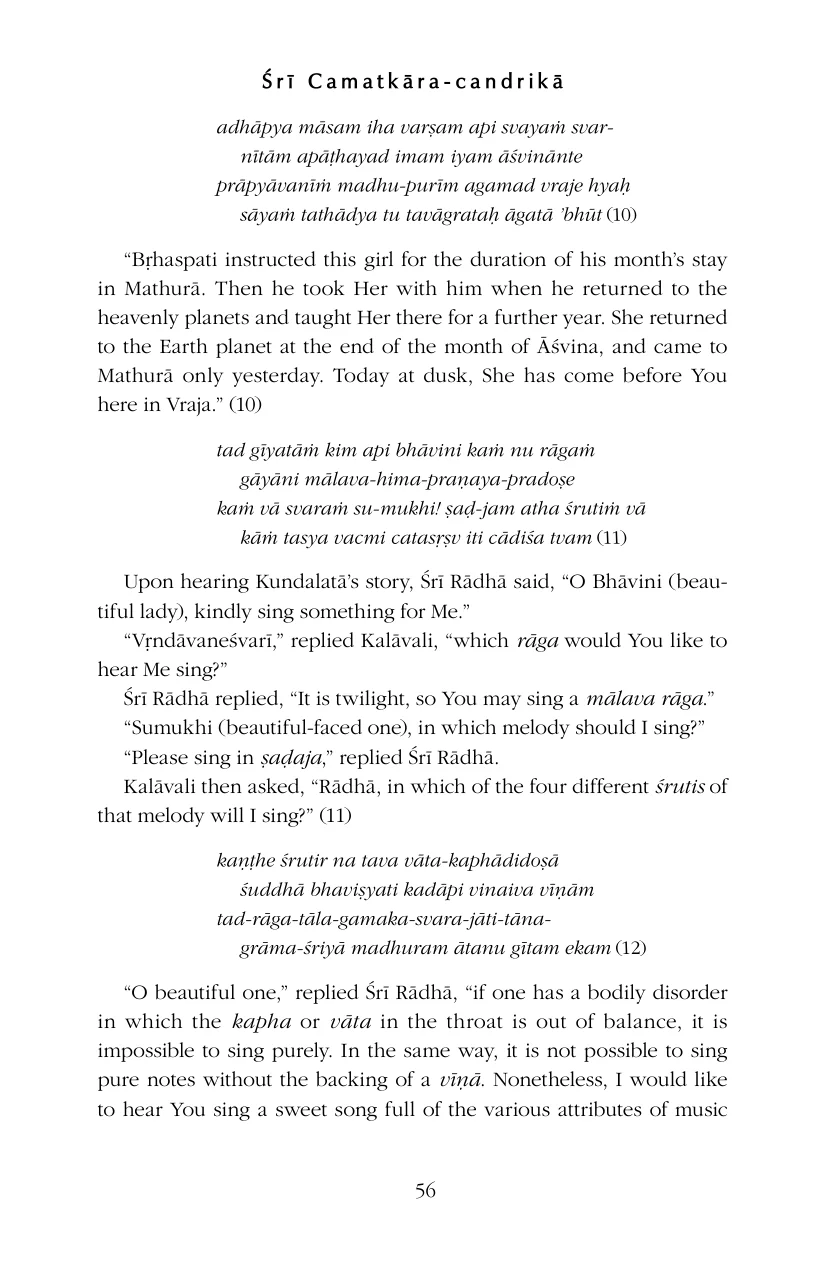 Śrī Camatkāra-candrikā
adhāpya māsam iha varṣam api svayaṁ svar-
nītām apāṭhayad imam iyam āśvinānte
prāpyāvanīṁ madhu-purīm agamad vraje hyaḥ
sāyaṁ tathādya tu tavāgrataḥ āgatā ’bhūt (10)
“Bṛhaspati instructed this girl for the duration of his month’s stay
in Mathurā. Then he took Her with him when he returned to the
heavenly planets and taught Her there for a further year. She returned
to the Earth planet at the end of the month of Āśvina, and came to
Mathurā only yesterday. Today at dusk, She has come before You
here in Vraja.” (10)
tad gīyatāṁ kim api bhāvini kaṁ nu rāgaṁ
gāyāni mālava-hima-praṇaya-pradoṣe
kaṁ vā svaraṁ su-mukhi! ṣaḍ-jam atha śrutiṁ vā
kāṁ tasya vacmi catasṛṣv iti cādiśa tvam (11)
Upon hearing Kundalatā’s story, Śrī Rādhā said, “O Bhāvini (beau-
tiful lady), kindly sing something for Me.”
“Vṛndāvaneśvarī,” replied Kalāvali, “which rāga would You like to
hear Me sing?”
Śrī Rādhā replied, “It is twilight, so You may sing a mālava rāga.”
“Sumukhi (beautiful-faced one), in which melody should I sing?”
“Please sing in ṣaḍaja,” replied Śrī Rādhā.
Kalāvali then asked, “Rādhā, in which of the four different śrutis of
that melody will I sing?” (11)
kaṇṭhe śrutir na tava vāta-kaphādidoṣā
śuddhā bhaviṣyati kadāpi vinaiva vīṇām
tad-rāga-tāla-gamaka-svara-jāti-tāna-
grāma-śriyā madhuram ātanu gītam ekam (12)
“O beautiful one,” replied Śrī Rādhā, “if one has a bodily disorder
in which the kapha or vāta in the throat is out of balance, it is
impossible to sing purely. In the same way, it is not possible to sing
pure notes without the backing of a vīṇā. Nonetheless, I would like
to hear You sing a sweet song full of the various attributes of music
56